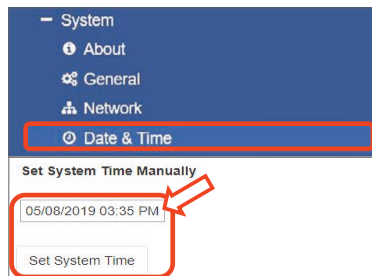 − System
About
General
Network
Date & Time
Set System Time Manually
05/08/2019 03:35 PM
Set System Time